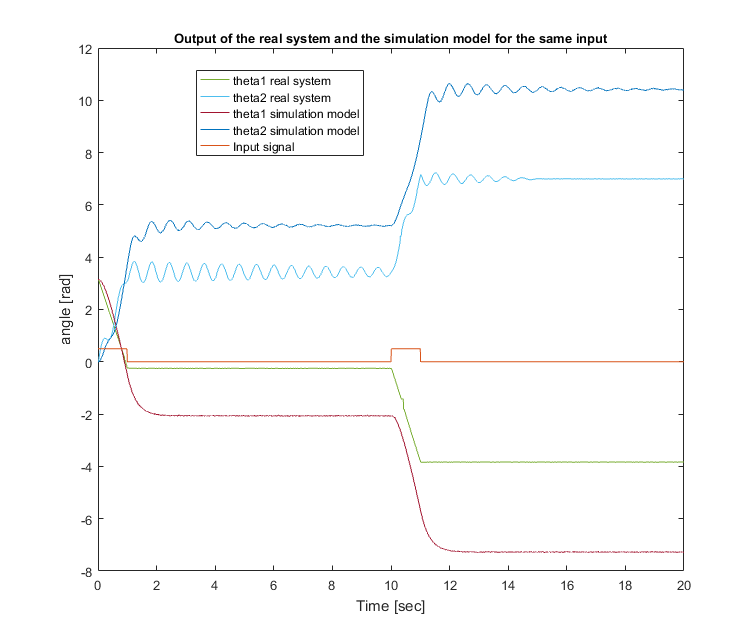 Output of the real system and the simulation model for the same input
12
10
8
6
4
2
0
-2
-4
-6
-8
angle [rad]
theta1 real system
theta2 real system
theta1 simulation model
theta2 simulation model
Input signal
0 2 4 6 8 10 12 14 16 18 20
Time [sec]